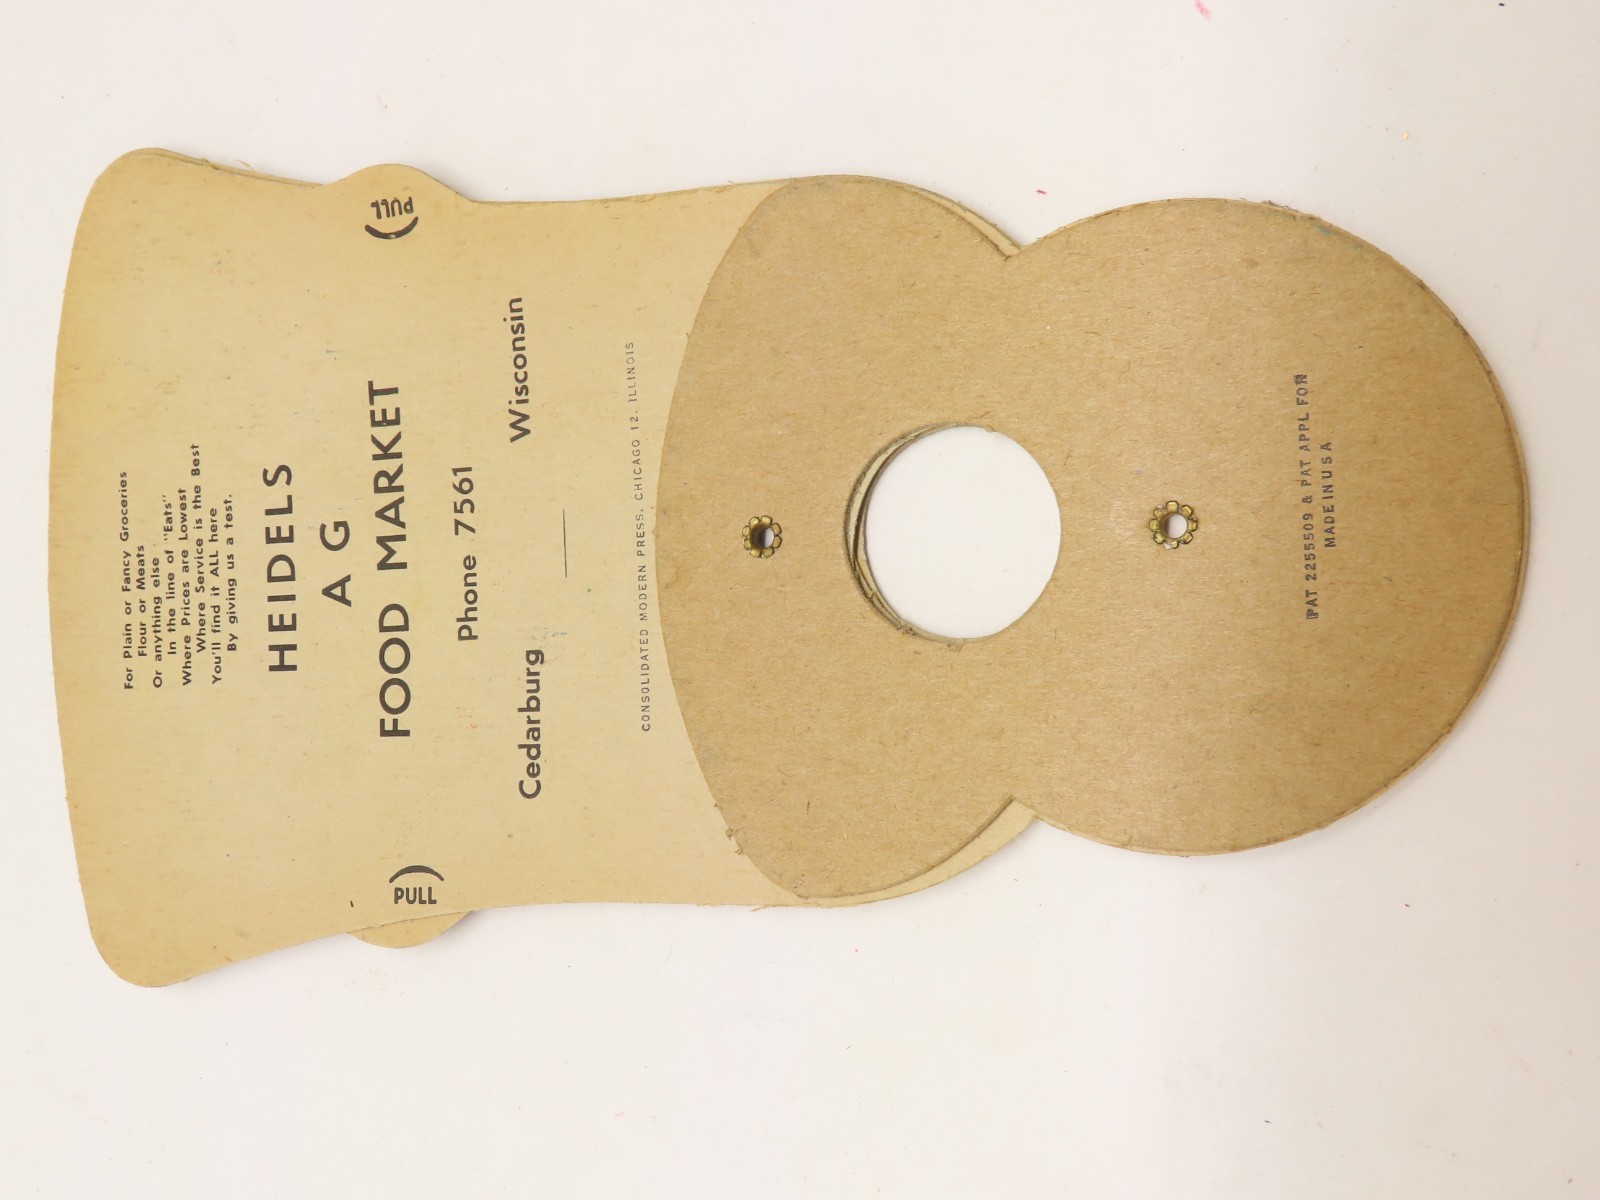 For Plain or Fancy Groceries
Flour or Meats
Or anything else
In the line of "Eats"
Where Prices are Lowest
Where Service is the Best
You'll find it ALL here
By giving us a test.
HEIDELS
A G
FOOD MARKET
PULL
PULL
Phone 7561
Cedarburg Wisconsin
CONSOLIDATED MODERN PRESS, CHICAGO 12, ILLINOIS
PAT 2255509 & PAT APPL FOR
MADE IN USA